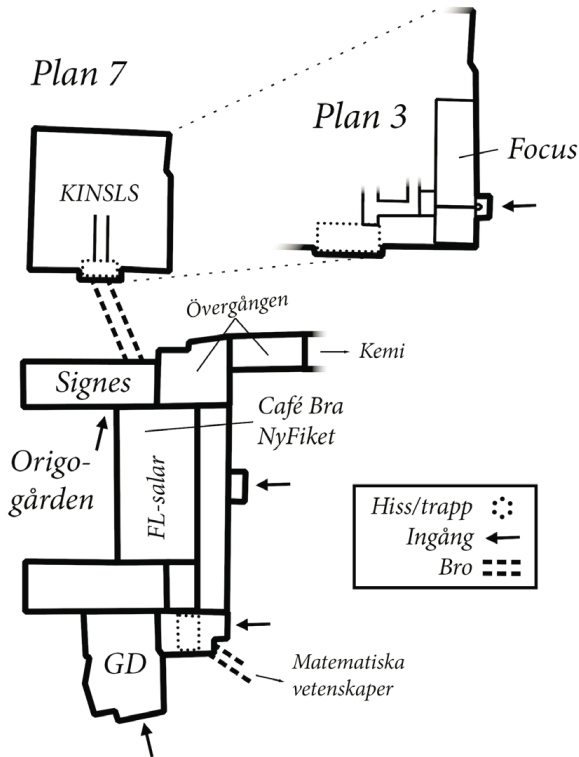 Plan 7
Plan 3
Focus
KINSLS
Övergången
Kemi
Signes
Café Bra
NyFiket
Origo-
gården
FL-salar
Hiss/trapp
Ingång
Bro
GD
Matematiska
vetenskaper